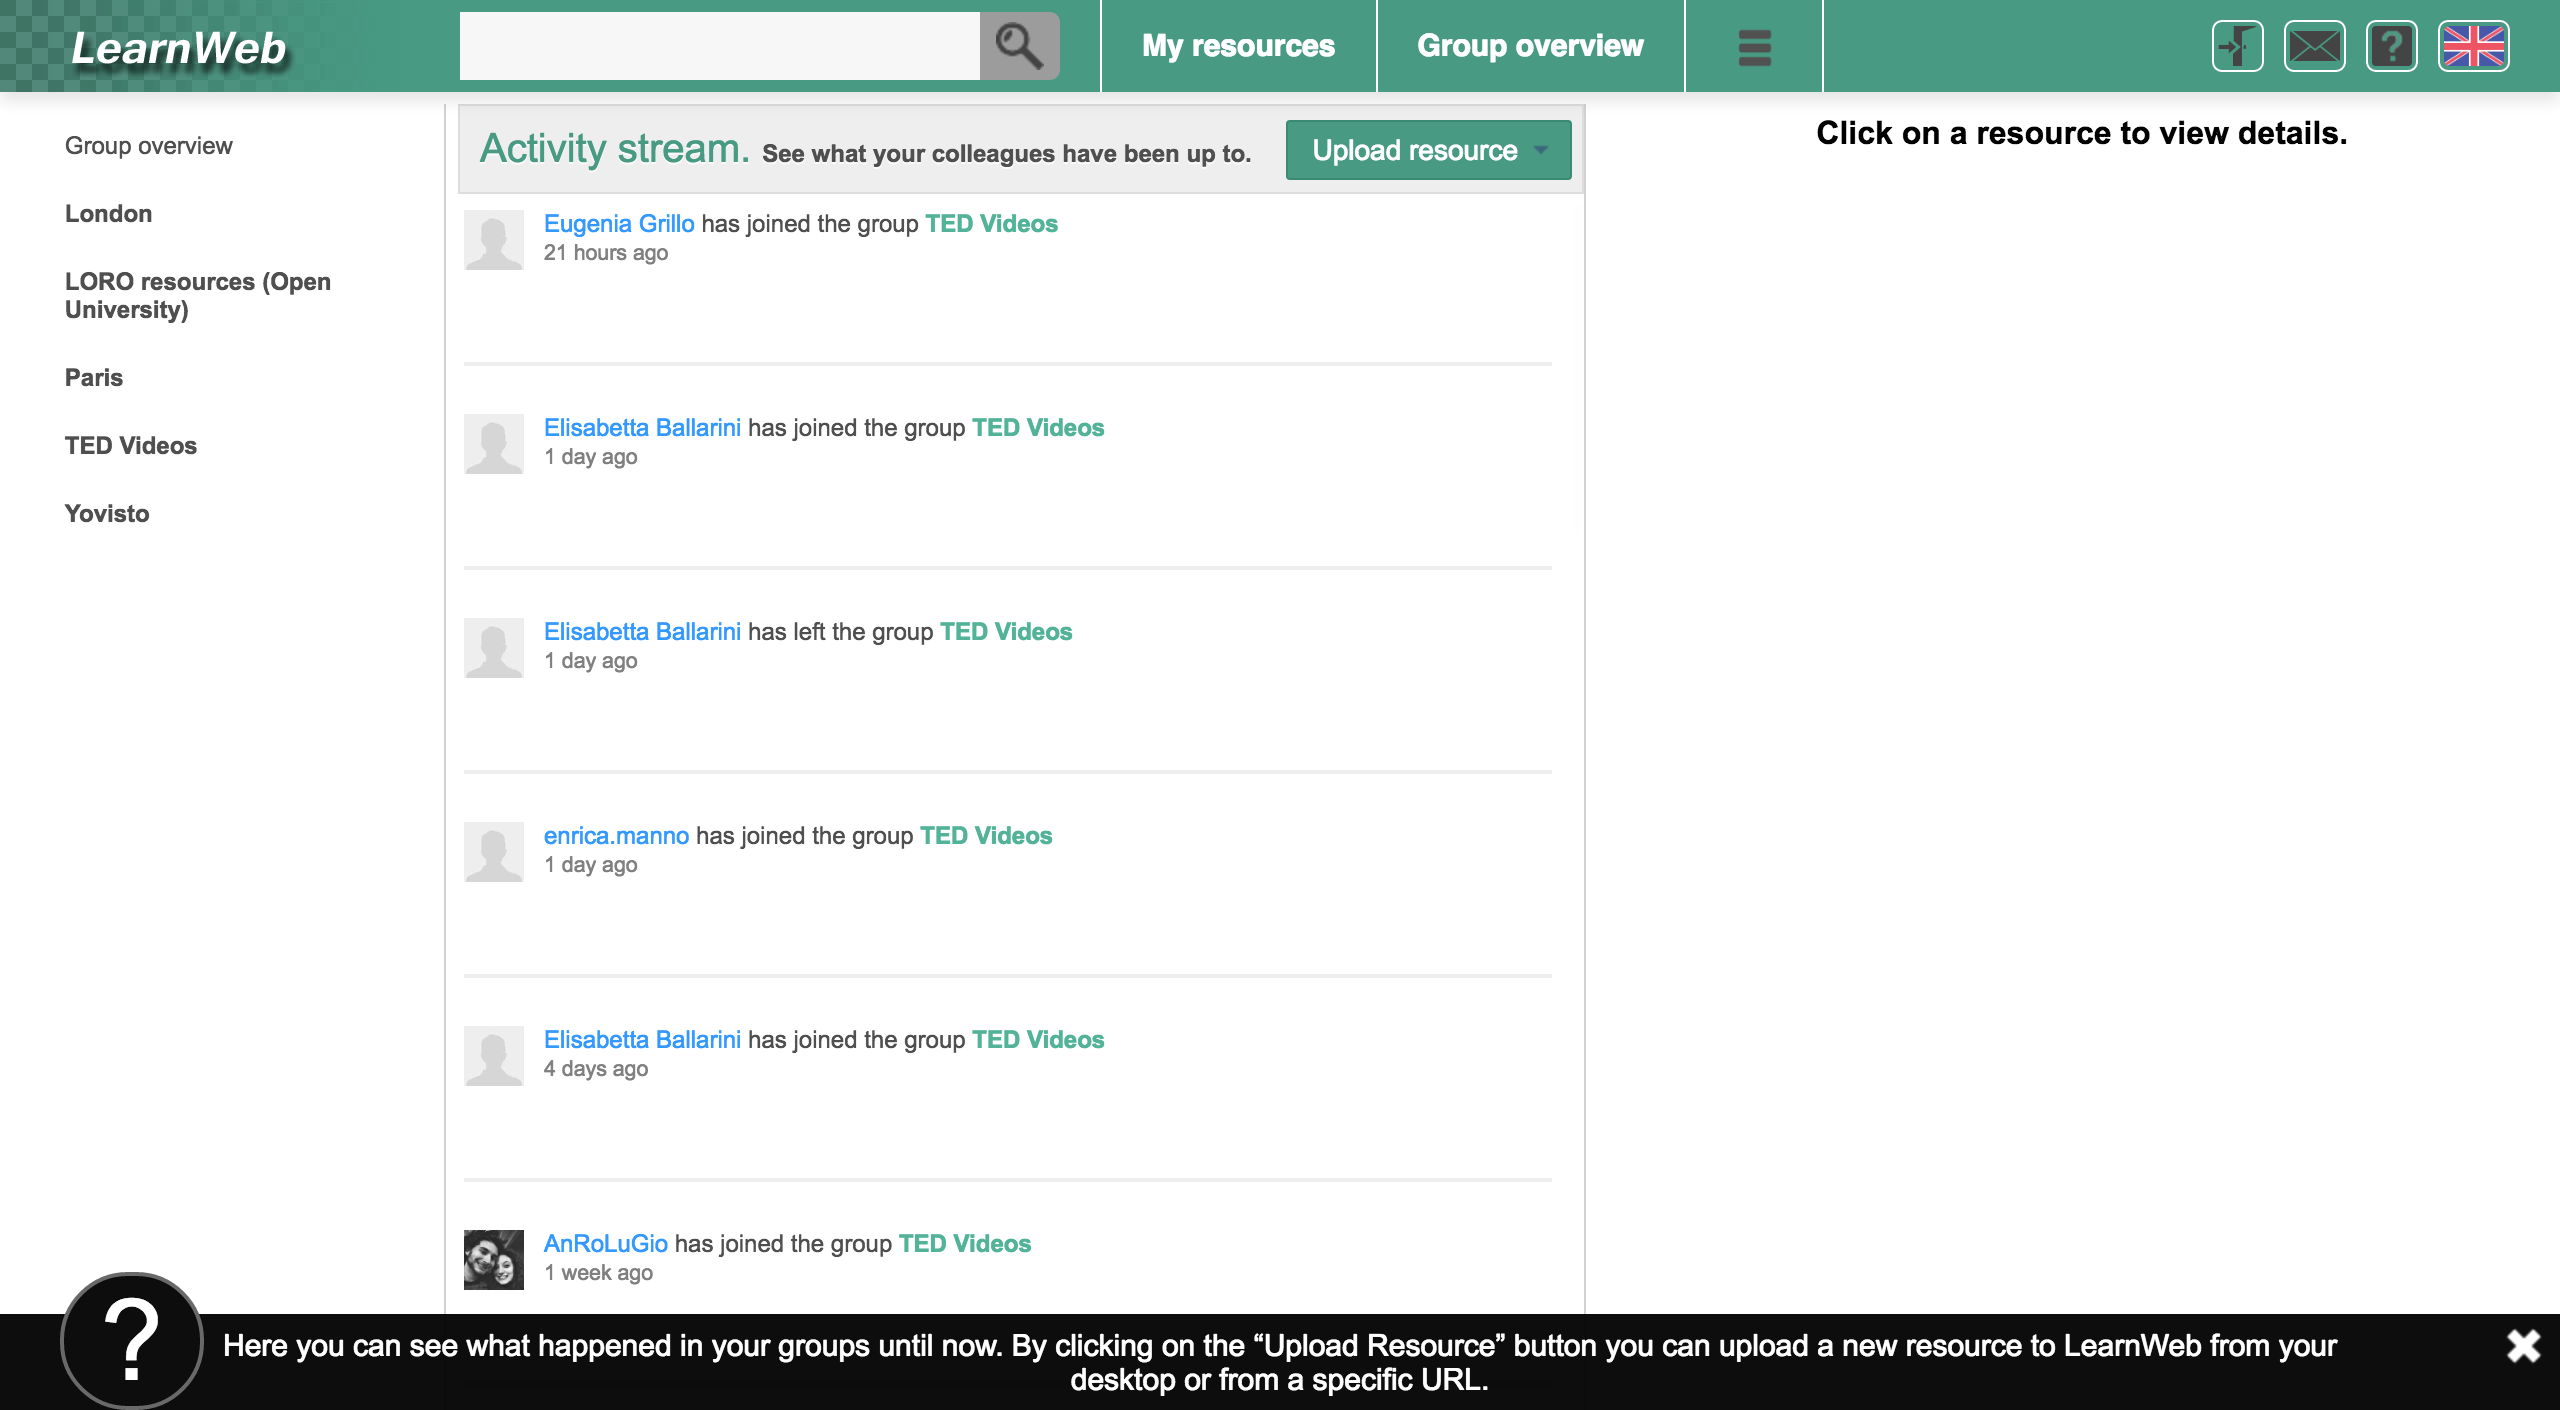 LearnWeb
My resources
Group overview
Group overview
London
LORO resources (Open
University)
Paris
TED Videos
Yovisto
Activity stream. See what your colleagues have been up to.
Upload resource
Eugenia Grillo has joined the group TED Videos
21 hours ago
Elisabetta Ballarini has joined the group TED Videos
1 day ago
Elisabetta Ballarini has left the group TED Videos
1 day ago
enrica.manno has joined the group TED Videos
1 day ago
Elisabetta Ballarini has joined the group TED Videos
4 days ago
AnRoLuGio has joined the group TED Videos
1 week ago
Click on a resource to view details.
?
Here you can see what happened in your groups until now. By clicking on the “Upload Resource” button you can upload a new resource to LearnWeb from your
desktop or from a specific URL.